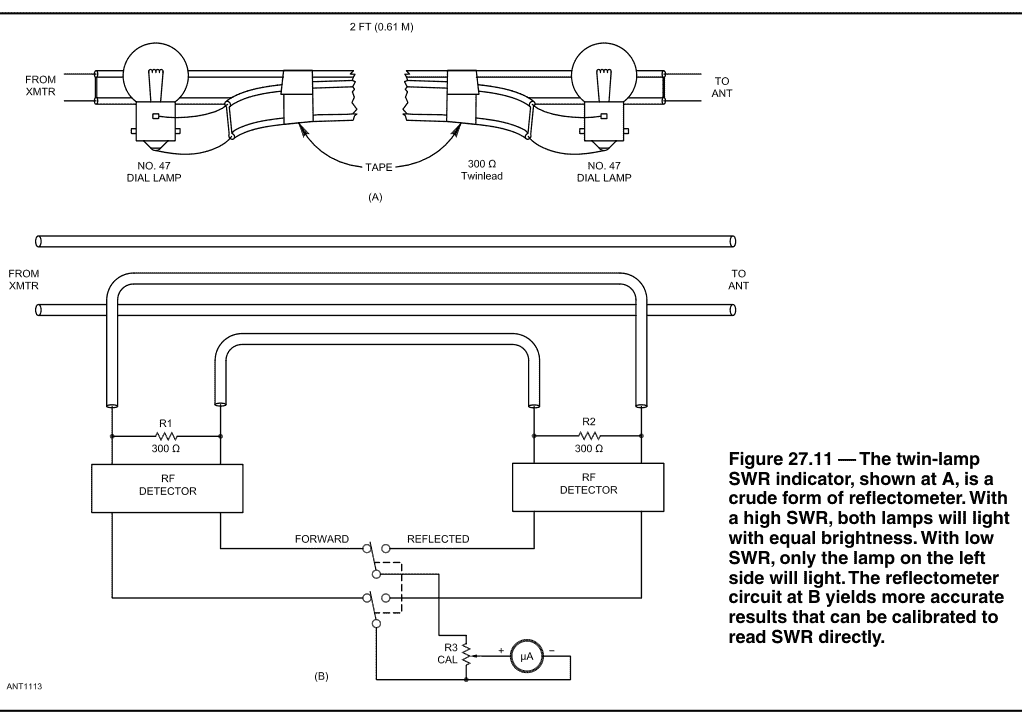 2 FT (0.61 M)
FROM
XMTR
TO
ANT
NO. 47
DIAL LAMP
TAPE
300 Ω
Twinlead
NO. 47
DIAL LAMP
(A)
FROM
XMTR
TO
ANT
R1
300 Ω
R2
300 Ω
RF
DETECTOR
RF
DETECTOR
FORWARD
REFLECTED
R3
CAL
+
µA
−
(B)
ANT1113
Figure 27.11 — The twin-lamp
SWR indicator, shown at A, is a
crude form of reflectometer. With
a high SWR, both lamps will light
with equal brightness. With low
SWR, only the lamp on the left
side will light. The reflectometer
circuit at B yields more accurate
results that can be calibrated to
read SWR directly.